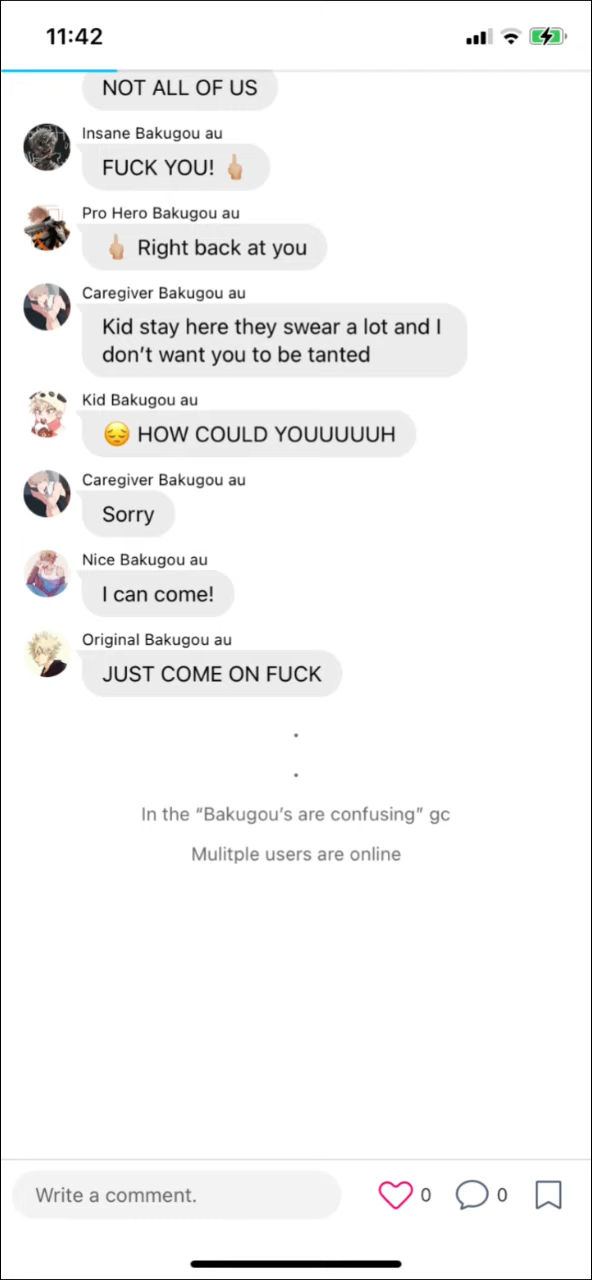 11:42
NOT ALL OF US
Insane Bakugou au
FUCK YOU! 🖕🏼
Pro Hero Bakugou au
🖕🏼 Right back at you
Caregiver Bakugou au
Kid stay here they swear a lot and I
don’t want you to be tanted
Kid Bakugou au
😔 HOW COULD YOUUUUUH
Caregiver Bakugou au
Sorry
Nice Bakugou au
I can come!
Original Bakugou au
JUST COME ON FUCK
.
.
In the “Bakugou’s are confusing” gc
Mulitple users are online
Write a comment.
0
0